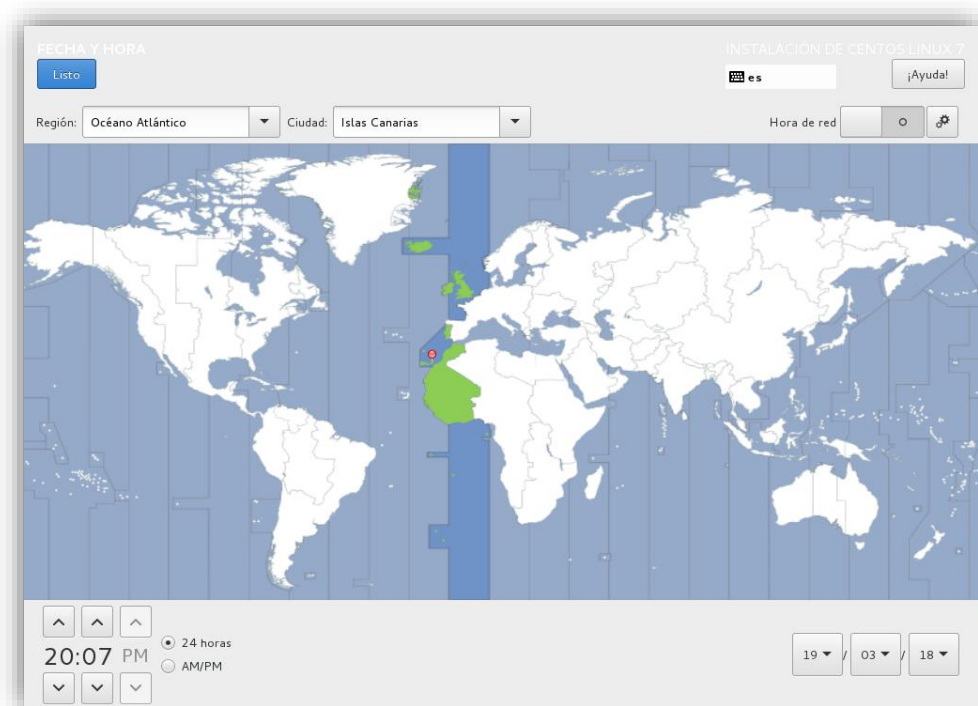 FECHA Y HORA
INSTALACIÓN DE CENTOS LINUX 7
Listo
es
¡Ayuda!
Región: Océano Atlántico Ciudad: Islas Canarias Hora de red
20:07 PM
24 horas
AM/PM
19 / 03 / 18